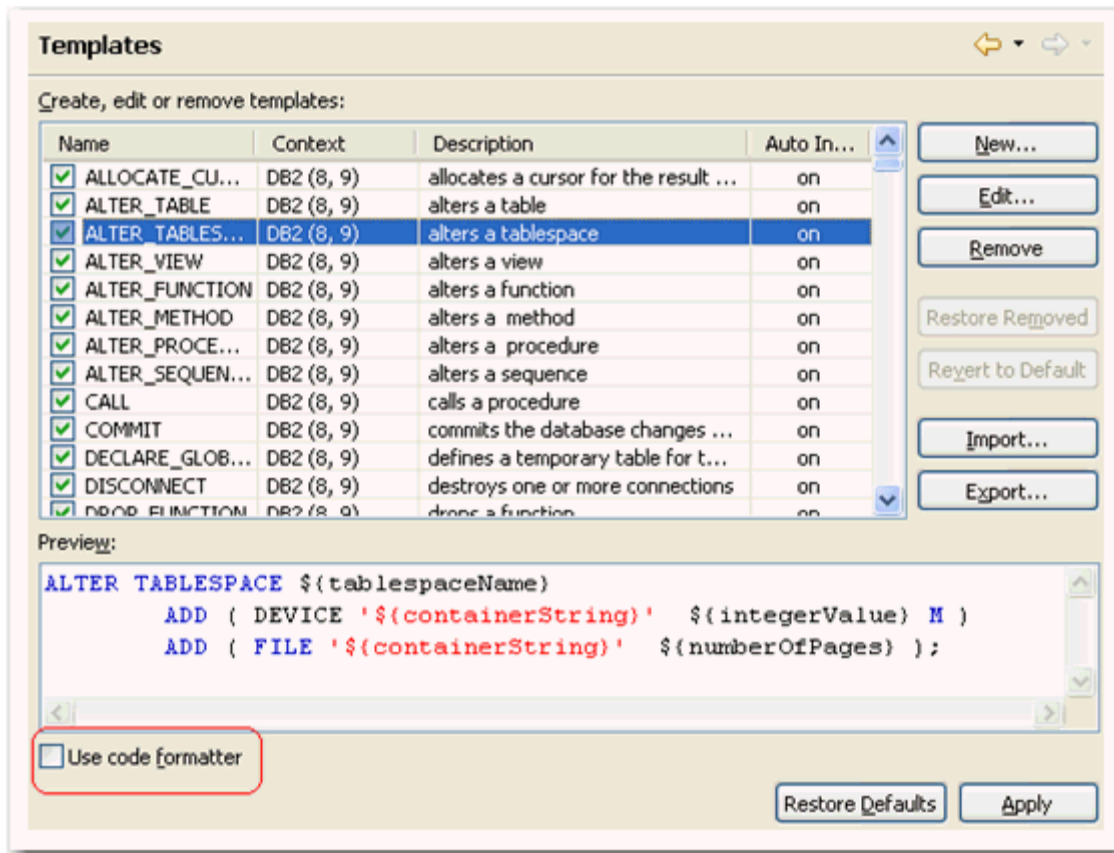 Templates
Create, edit or remove templates:
Name Context Description Auto In...
ALLOCATE_CU... DB2 (8, 9) allocates a cursor for the result ... on
ALTER_TABLE DB2 (8, 9) alters a table on
ALTER_TABLES... DB2 (8, 9) alters a tablespace on
ALTER_VIEW DB2 (8, 9) alters a view on
ALTER_FUNCTION DB2 (8, 9) alters a function on
ALTER_METHOD DB2 (8, 9) alters a  method on
ALTER_PROCE... DB2 (8, 9) alters a  procedure on
ALTER_SEQUEN... DB2 (8, 9) alters a sequence on
CALL DB2 (8, 9) calls a procedure on
COMMIT DB2 (8, 9) commits the database changes ... on
DECLARE_GLOB... DB2 (8, 9) defines a temporary table for t... on
DISCONNECT DB2 (8, 9) destroys one or more connections on
DROP_FUNCTION DB2 (8, 9) drops a function on
New...
Edit...
Remove
Restore Removed
Revert to Default
Import...
Export...
Preview:
ALTER TABLESPACE ${tablespaceName}
ADD ( DEVICE '${containerString}' ${integerValue} M )
ADD ( FILE '${containerString}' ${numberOfPages} );
Use code formatter
Restore Defaults Apply